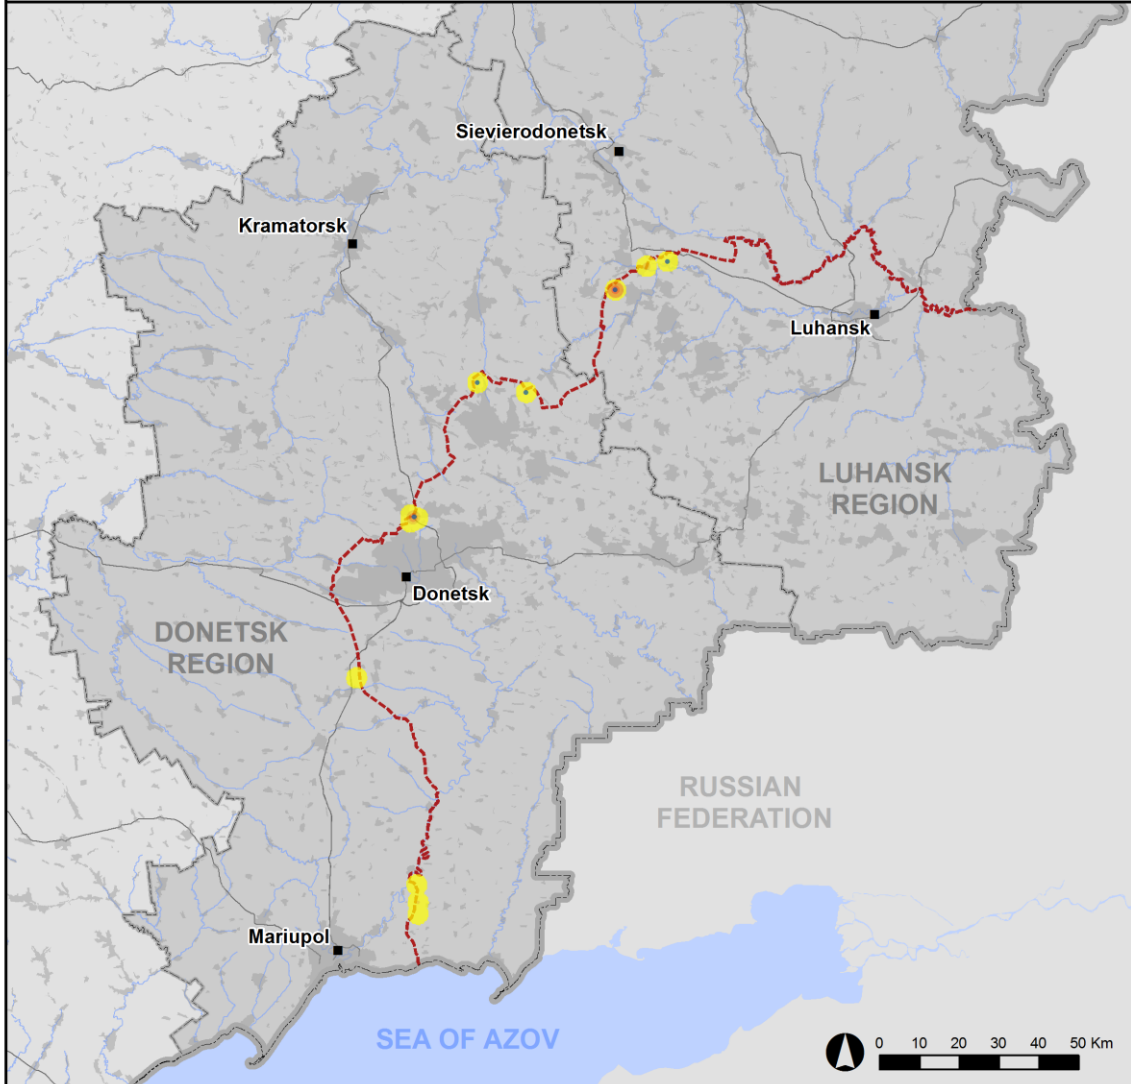 Sievierodonetsk
Kramatorsk
Luhansk
LUHANSK
REGION
Donetsk
DONETSK
REGION
RUSSIAN
FEDERATION
Mariupol
SEA OF AZOV
0 10 20 30 40 50 Km